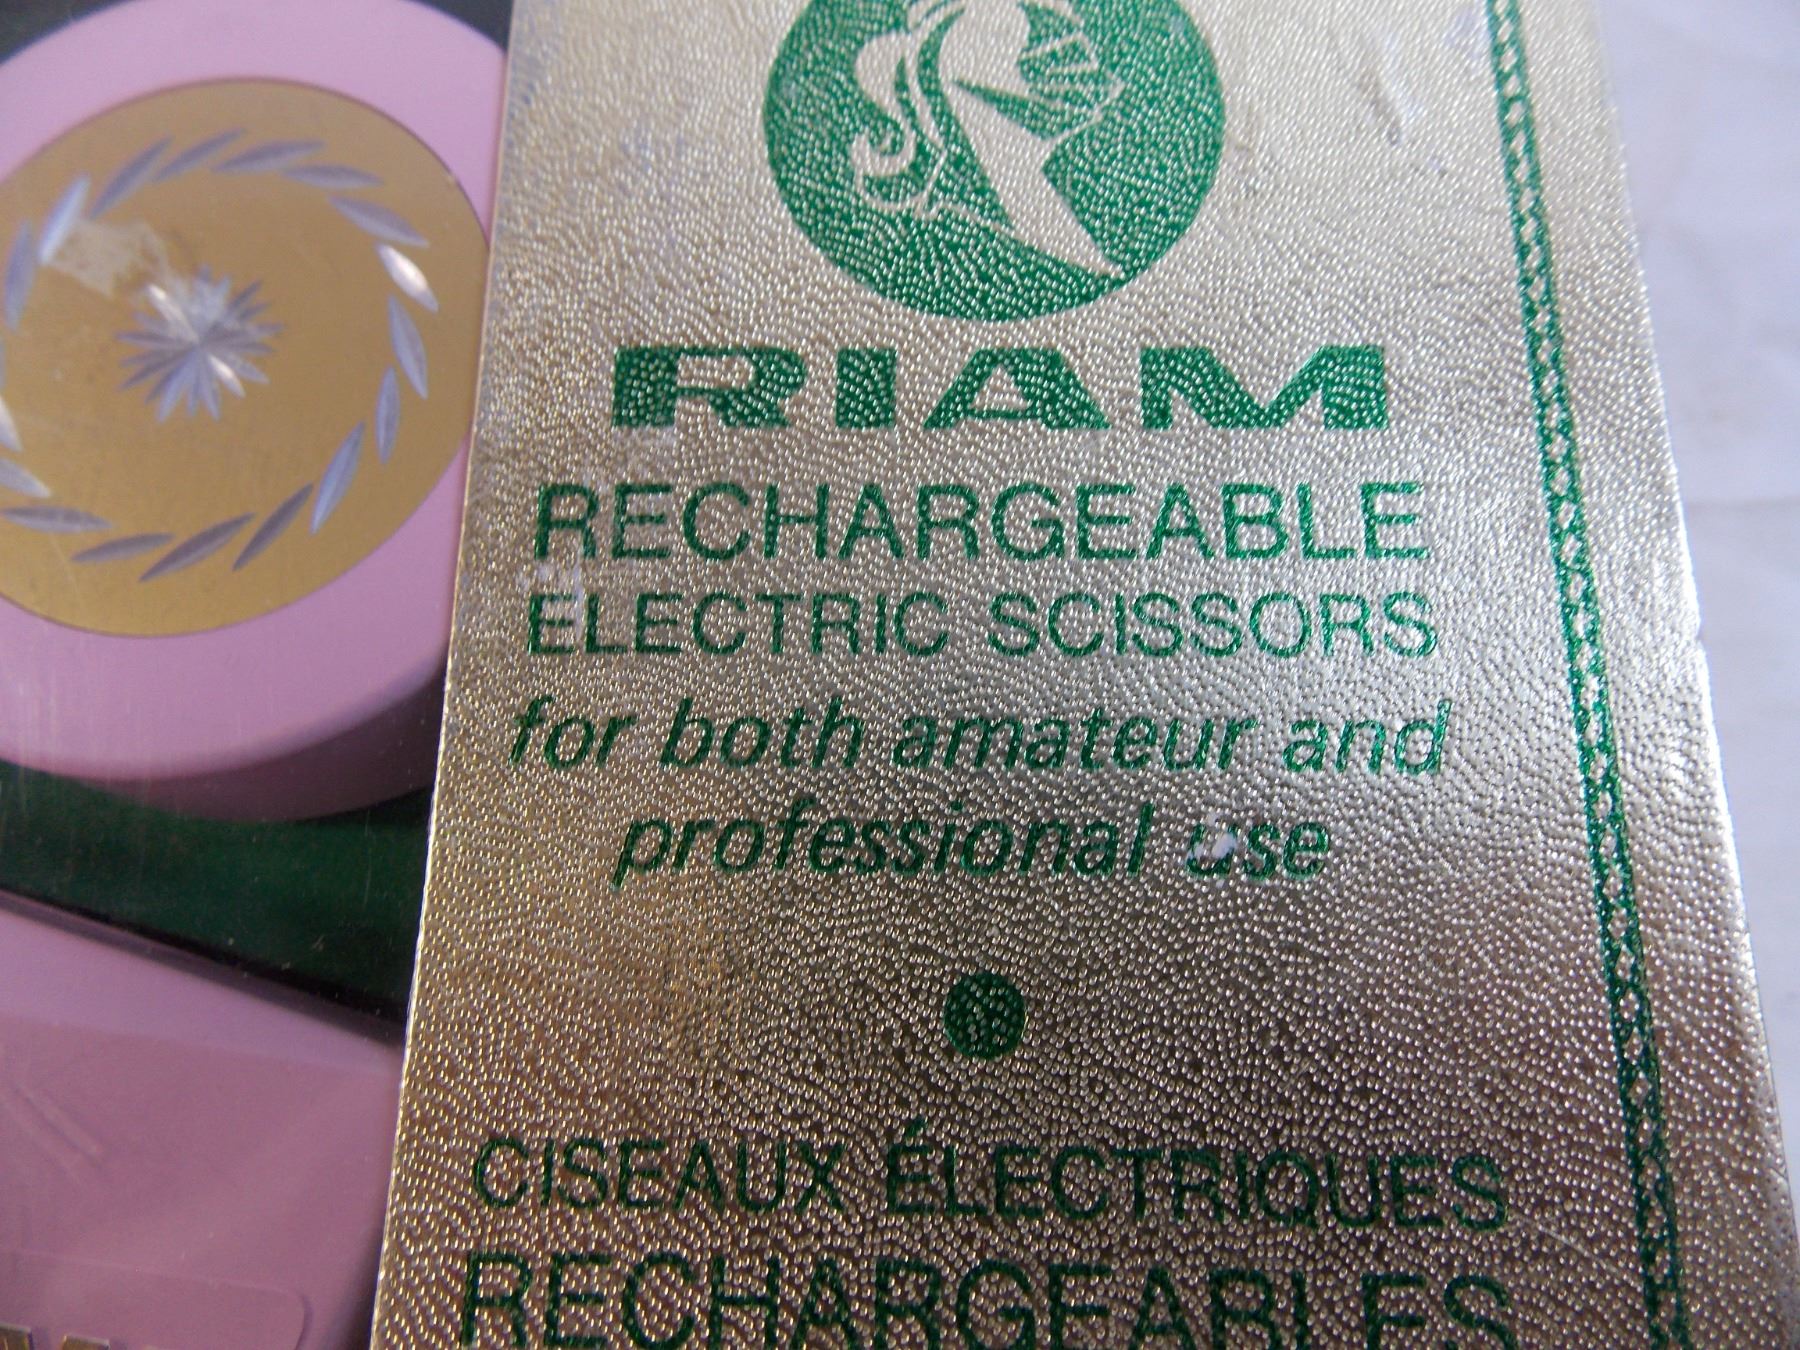 RIAM
RECHARGEABLE
ELECTRIC SCISSORS
for both amateur and
professional use
CISEAUX ÉLECTRIQUES
RECHARGEABLES